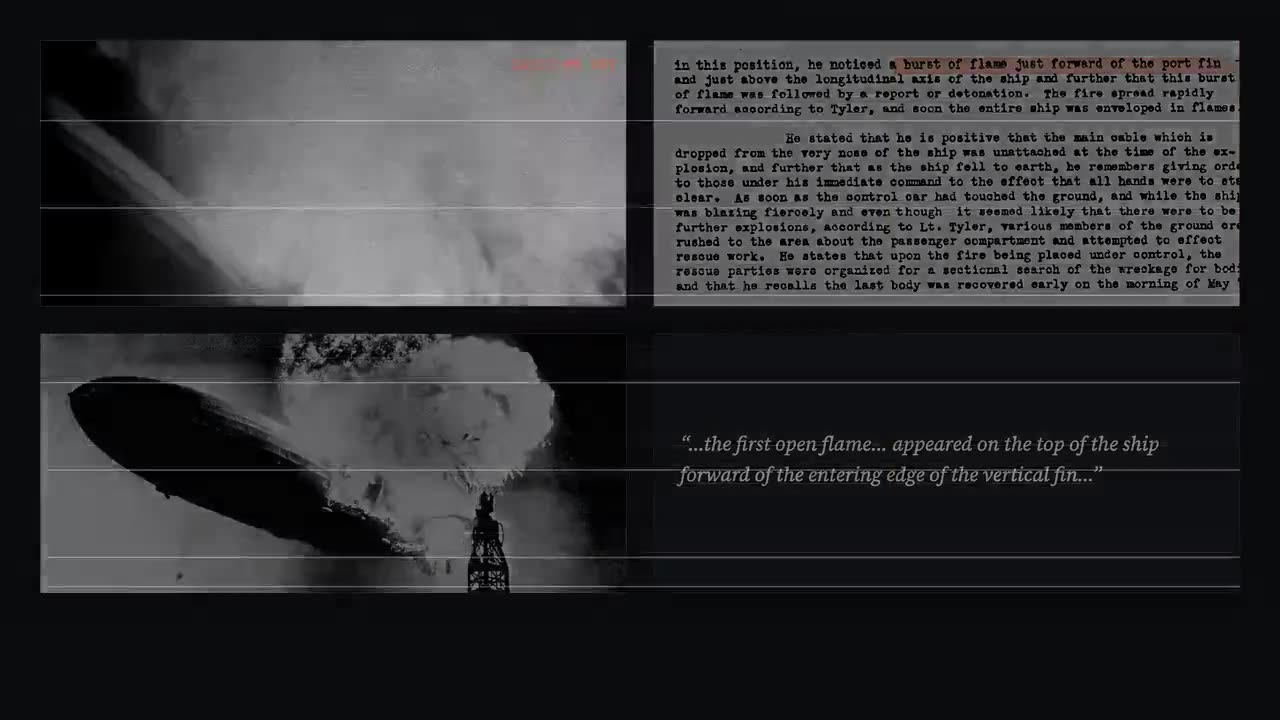 in this position, he noticed a burst of flame just forward of the port fin
and just above the longitudinal axis of the ship and further that this burst
of flame was followed by a report or detonation. The fire spread rapidly
forward according to Tyler, and soon the entire ship was enveloped in flames.
He stated that he is positive that the main cable which is
dropped from the very nose of the ship was unattached at the time of the ex-
plosion, and further that as the ship fell to earth, he remembers giving
to those under his immediate command to the effect that all hands were to
clear. As soon as the control car had touched the ground, and while the ship
was blazing fiercely and even though it seemed likely that there were to be
further explosions, according to Lt. Tyler, various members of the ground
rushed to the area about the passenger compartment and attempted to effect
rescue work. He states that upon the fire being placed under control, the
rescue parties were organized for a sectional search of the wreckage for
and that he recalls the last body was recovered early on the morning of May
“...the first open flame... appeared on the top of the ship
forward of the entering edge of the vertical fin...”